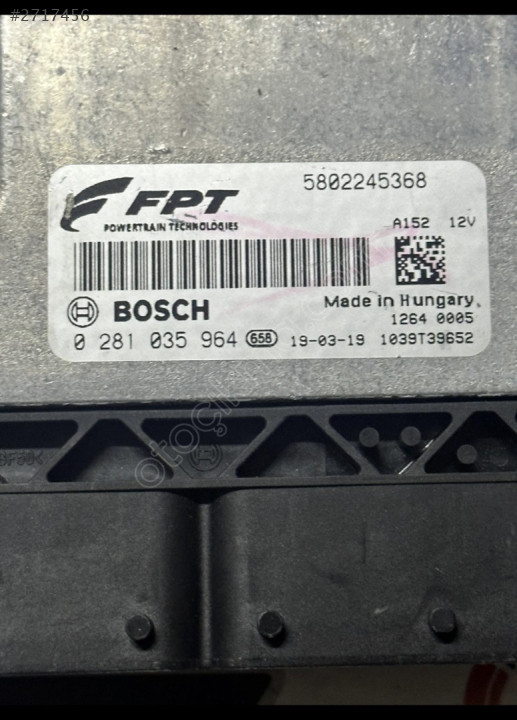 #2717456
FPT 5802245368
POWERTRAIN TECHNOLOGIES
A152 12V
BOSCH
Made in Hungary
1264 0005
0 281 035 964 658 19-03-19 1039T39652